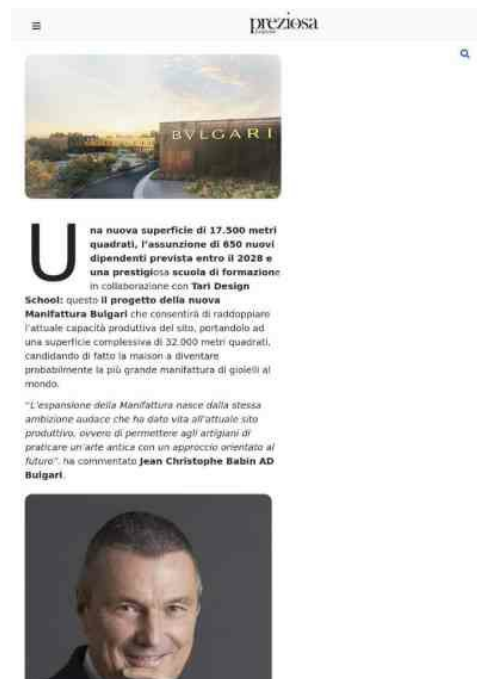 preziosa
BVLGARI
Una nuova superficie di 17.500 metri
quadrati, l'assunzione di 650 nuovi
dipendenti prevista entro il 2028 e
una prestigiosa scuola di formazione
in collaborazione con Tarì Design
School: questo il progetto della nuova
Manifattura Bulgari che consentirà di raddoppiare
l'attuale capacità produttiva del sito, portandolo ad
una superficie complessiva di 32.000 metri quadrati,
candidando di fatto la maison a diventare
probabilmente la più grande manifattura di gioielli al
mondo.
"L'espansione della Manifattura nasce dalla stessa
ambizione audace che ha dato vita all'attuale sito
produttivo, ovvero di permettere agli artigiani di
praticare un'arte antica con un approccio orientato al
futuro". ha commentato Jean Christophe Babin AD
Bulgari.